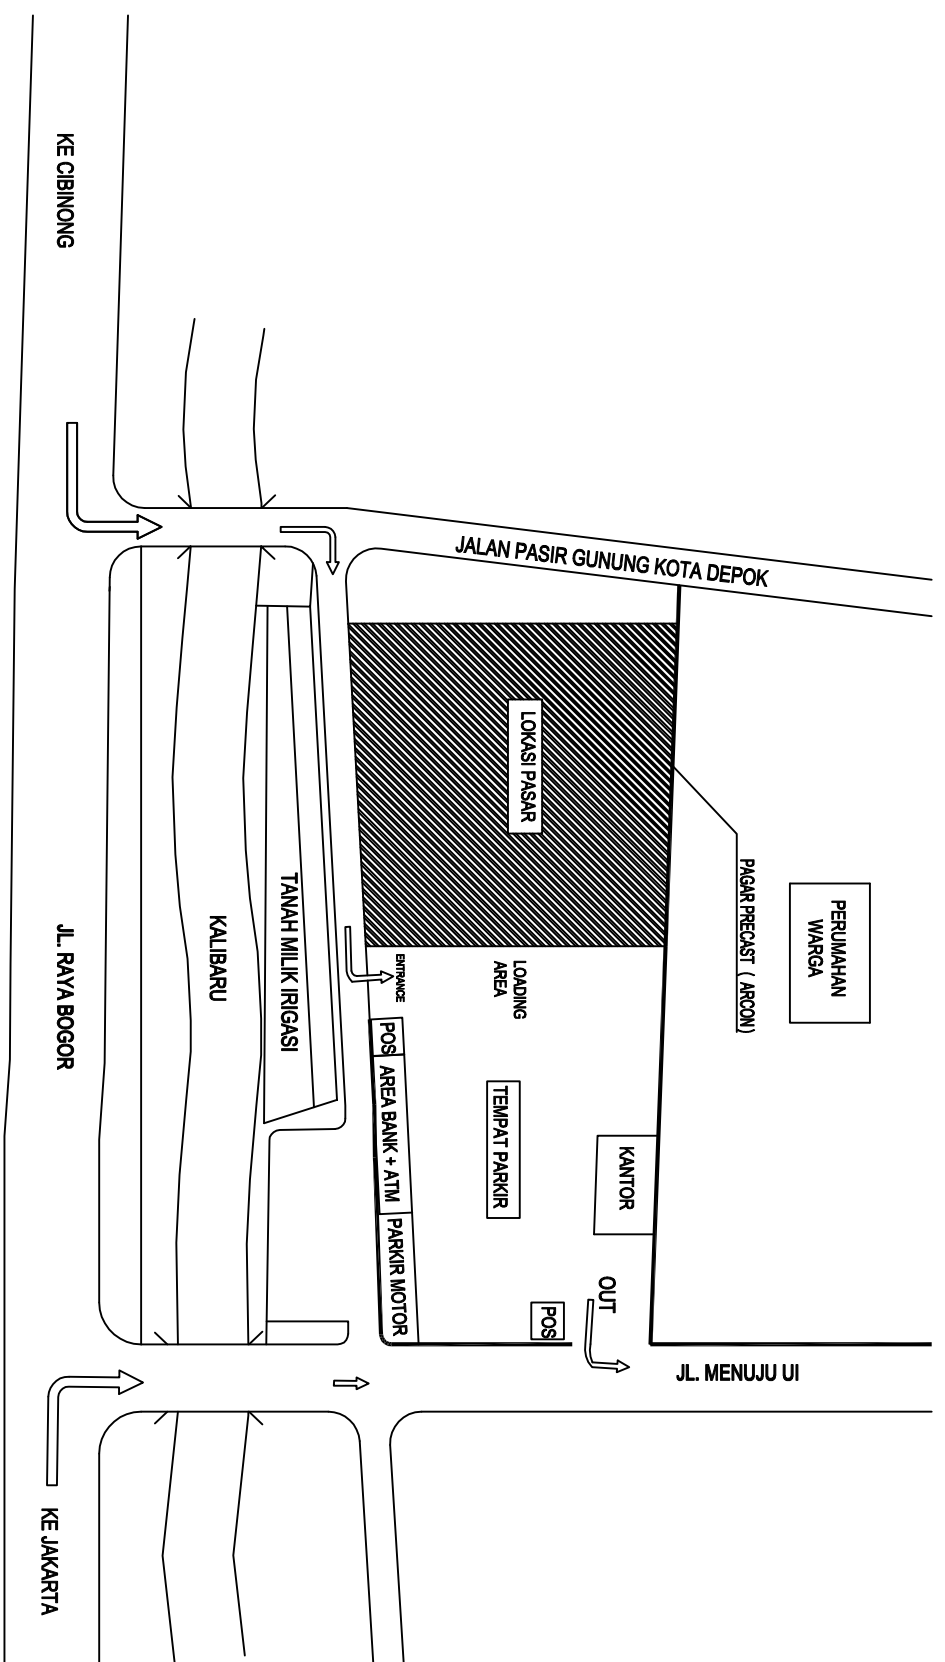 KE CIBINONG
JALAN PASIR GUNUNG KOTA DEPOK
LOKASI PASAR
PERUMAHAN
WARGA
PAGAR PRECAST ( ARCON)
TANAH MILIK IRIGASI
KALIBARU
JL. RAYA BOGOR
ENTRANCE
LOADING
AREA
POS
AREA BANK + ATM
PARKIR MOTOR
TEMPAT PARKIR
KANTOR
OUT
POS
JL. MENUJU UI
KE JAKARTA